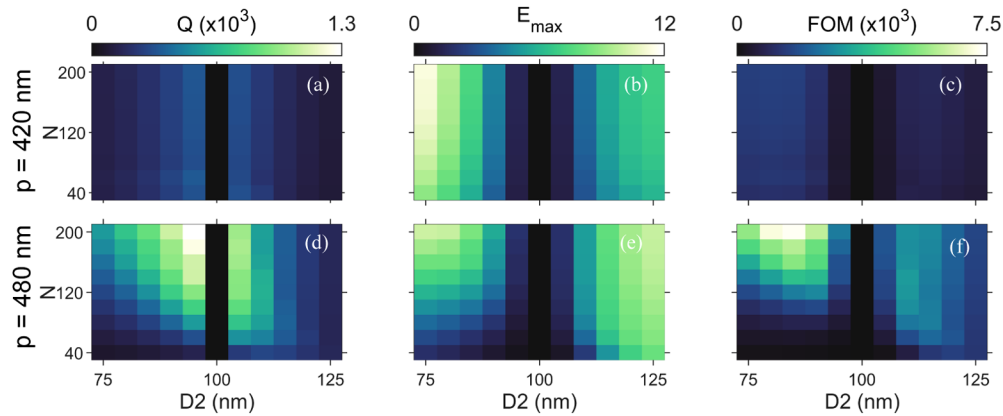 Q (x10³) E_max FOM (x10³)
0 1.3 0 12 0 7.5
p = 420 nm
N
200
120
40
(a) (b) (c)
p = 480 nm
N
200
120
40
(d) (e) (f)
75 100 125 75 100 125 75 100 125
D2 (nm) D2 (nm) D2 (nm)